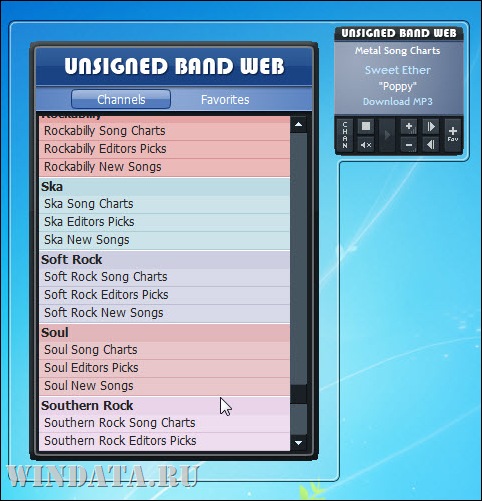 UNSIGNED BAND WEB
Channels
Favorites
Rockabilly
Rockabilly Song Charts
Rockabilly Editors Picks
Rockabilly New Songs
Ska
Ska Song Charts
Ska Editors Picks
Ska New Songs
Soft Rock
Soft Rock Song Charts
Soft Rock Editors Picks
Soft Rock New Songs
Soul
Soul Song Charts
Soul Editors Picks
Soul New Songs
Southern Rock
Southern Rock Song Charts
Southern Rock Editors Picks
UNSIGNED BAND WEB
Metal Song Charts
Sweet Ether
"Poppy"
Download MP3
CHAN
Fav
WINDATA.RU